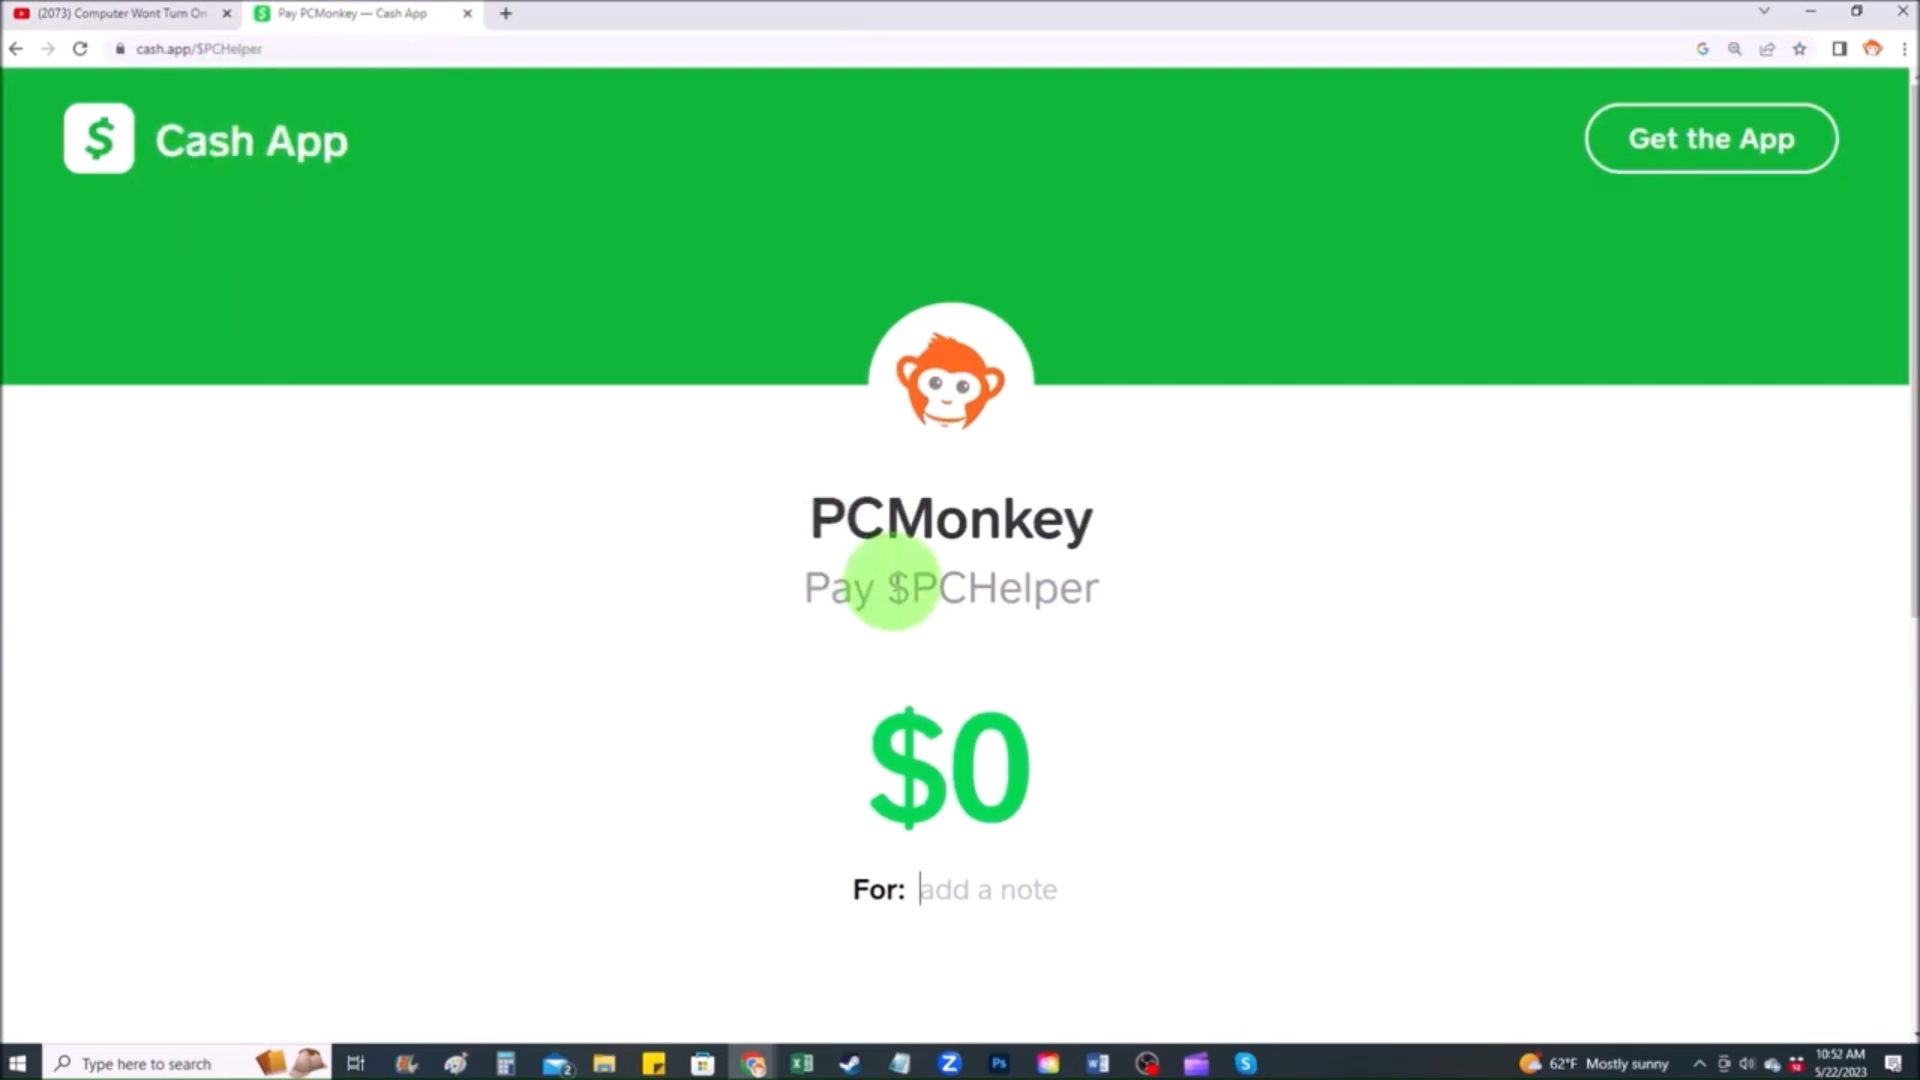 (2073) Computer Wont Turn On
Pay PCMonkey — Cash App
cash.app/$PCHelper
$ Cash App
Get the App
PCMonkey
Pay $PCHelper
$0
For: add a note
Type here to search
62°F Mostly sunny
10:52 AM
5/22/2023